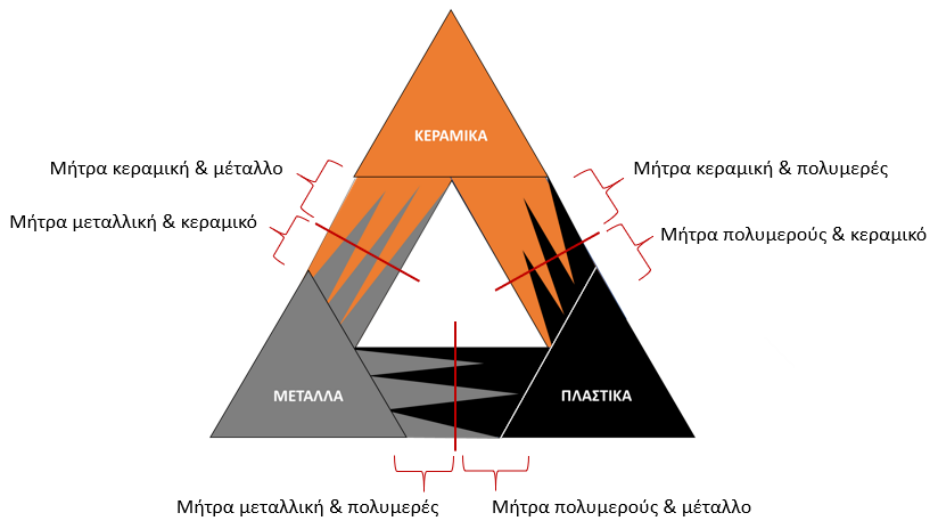 ΚΕΡΑΜΙΚΑ
Μήτρα κεραμική & μέταλλο
Μήτρα κεραμική & πολυμερές
Μήτρα μεταλλική & κεραμικό
Μήτρα πολυμερούς & κεραμικό
ΜΕΤΑΛΛΑ
ΠΛΑΣΤΙΚΑ
Μήτρα μεταλλική & πολυμερές
Μήτρα πολυμερούς & μέταλλο